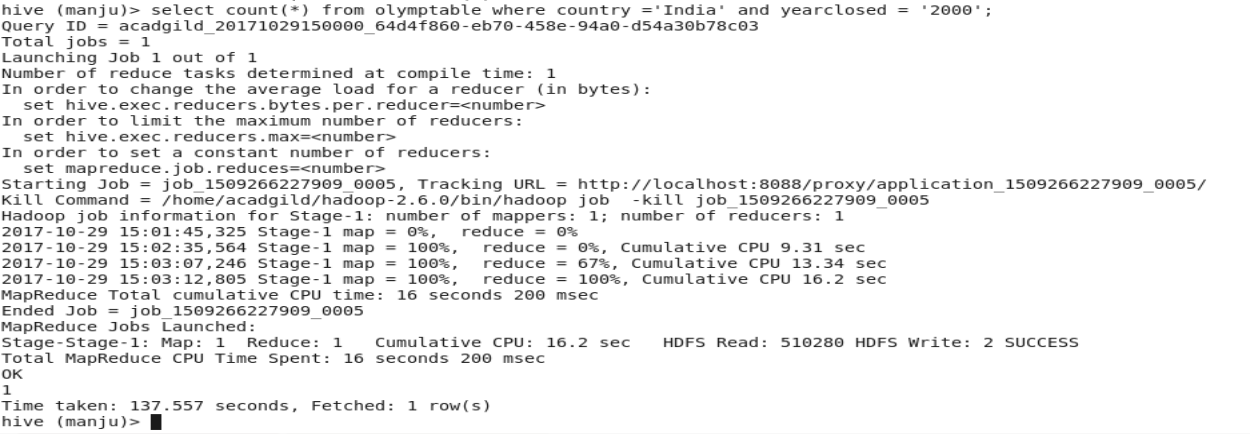 hive (manju)> select count(*) from olymptable where country ='India' and yearclosed = '2000';
Query ID = acadgild_20171029150000_64d4f860-eb70-458e-94a0-d54a30b78c03
Total jobs = 1
Launching Job 1 out of 1
Number of reduce tasks determined at compile time: 1
In order to change the average load for a reducer (in bytes):
  set hive.exec.reducers.bytes.per.reducer=<number>
In order to limit the maximum number of reducers:
  set hive.exec.reducers.max=<number>
In order to set a constant number of reducers:
  set mapreduce.job.reduces=<number>
Starting Job = job_1509266227909_0005, Tracking URL = http://localhost:8088/proxy/application_1509266227909_0005/
Kill Command = /home/acadgild/hadoop-2.6.0/bin/hadoop job  -kill job_1509266227909_0005
Hadoop job information for Stage-1: number of mappers: 1; number of reducers: 1
2017-10-29 15:01:45,325 Stage-1 map = 0%,  reduce = 0%
2017-10-29 15:02:35,564 Stage-1 map = 100%,  reduce = 0%, Cumulative CPU 9.31 sec
2017-10-29 15:03:07,246 Stage-1 map = 100%,  reduce = 67%, Cumulative CPU 13.34 sec
2017-10-29 15:03:12,805 Stage-1 map = 100%,  reduce = 100%, Cumulative CPU 16.2 sec
MapReduce Total cumulative CPU time: 16 seconds 200 msec
Ended Job = job_1509266227909_0005
MapReduce Jobs Launched:
Stage-Stage-1: Map: 1  Reduce: 1   Cumulative CPU: 16.2 sec   HDFS Read: 510280 HDFS Write: 2 SUCCESS
Total MapReduce CPU Time Spent: 16 seconds 200 msec
OK
1
Time taken: 137.557 seconds, Fetched: 1 row(s)
hive (manju)>